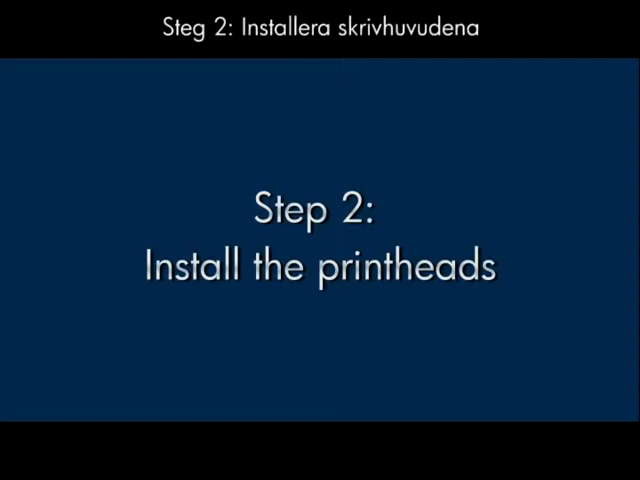 Steg 2: Installera skrivhuvudena
Step 2:
Install the printheads